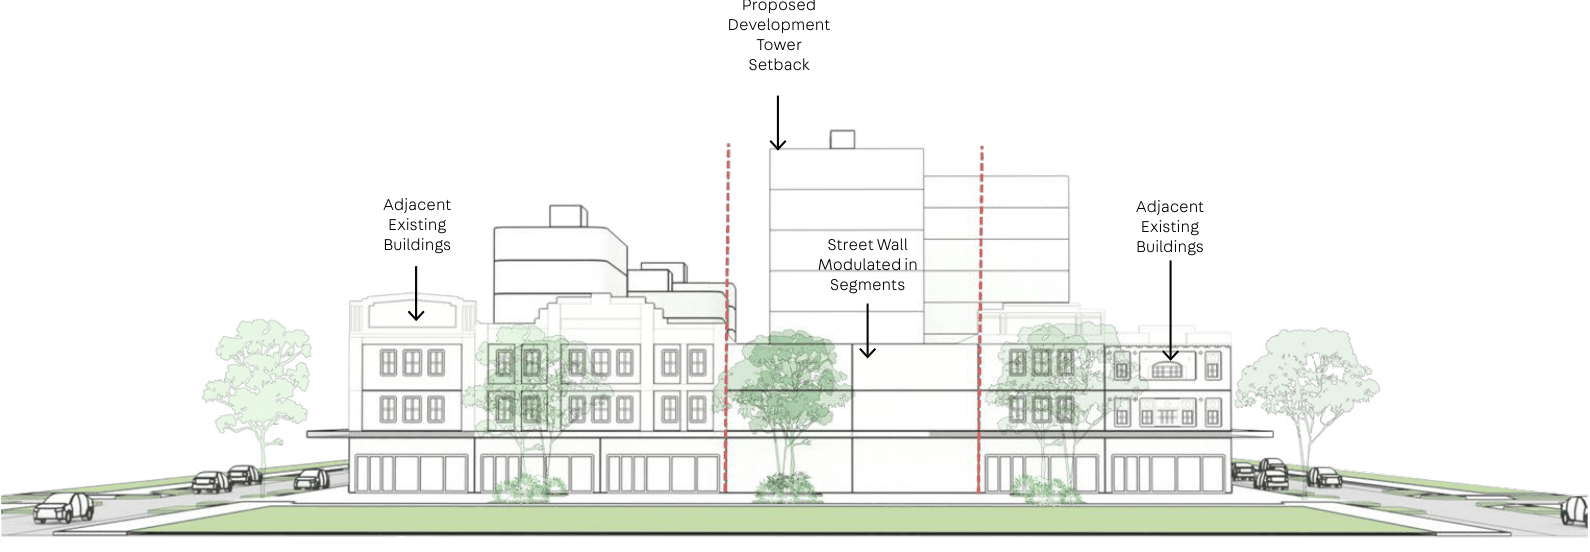 Proposed
Development
Tower
Setback
Adjacent
Existing
Buildings
Street Wall
Modulated in
Segments
Adjacent
Existing
Buildings